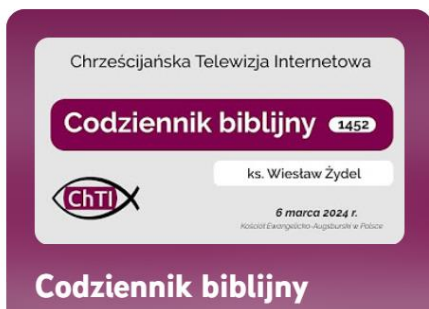 Chrześcijańska Telewizja Internetowa
Codziennik biblijny 1452
ks. Wiesław Żydel
ChTI
6 marca 2024 r.
Kościół Ewangelicko-Augsburski w Polsce
Codziennik biblijny